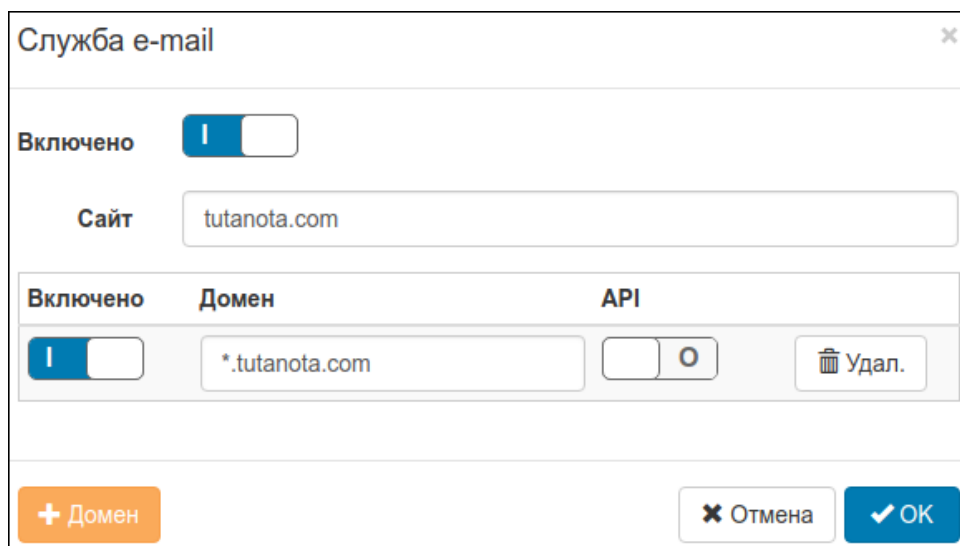 Служба e-mail ×
Включено I
Сайт tutanota.com
Включено Домен API
I *.tutanota.com O Удал.
+ Домен ✖ Отмена ✔ OK